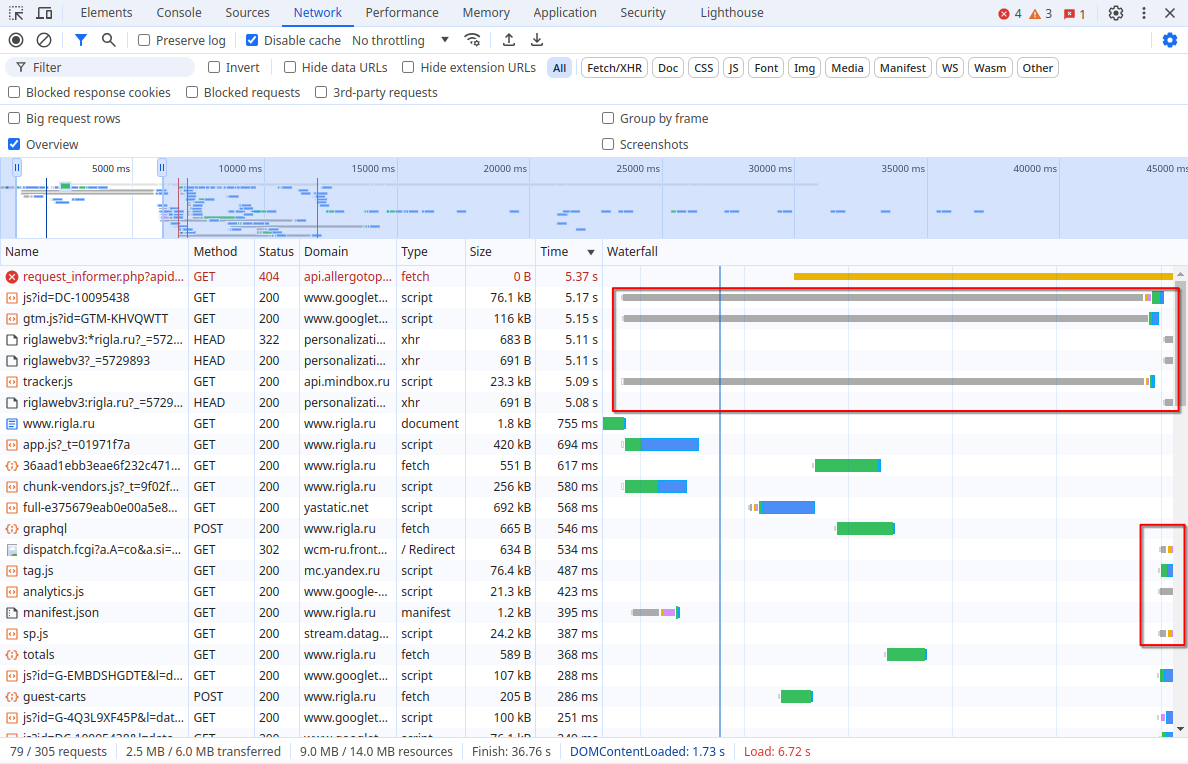 Elements Console Sources Network Performance Memory Application Security Lighthouse 4 3 1
Preserve log Disable cache No throttling
Filter Invert Hide data URLs Hide extension URLs All Fetch/XHR Doc CSS JS Font Img Media Manifest WS Wasm Other
Blocked response cookies Blocked requests 3rd-party requests
Big request rows Group by frame
Overview Screenshots
5000 ms 10000 ms 15000 ms 20000 ms 25000 ms 30000 ms 35000 ms 40000 ms 45000 ms
Name Method Status Domain Type Size Time Waterfall
request_informer.php?apid... GET 404 api.allergotop... fetch 0 B 5.37 s
js?id=DC-10095438 GET 200 www.googlet... script 76.1 kB 5.17 s
gtm.js?id=GTM-KHVQWTT GET 200 www.googlet... script 116 kB 5.15 s
riglawebv3:*rigla.ru?_=572... HEAD 322 personalizati... xhr 683 B 5.11 s
riglawebv3?_=5729893 HEAD 200 personalizati... xhr 691 B 5.11 s
tracker.js GET 200 api.mindbox.ru script 23.3 kB 5.09 s
riglawebv3:rigla.ru?_=5729... HEAD 200 personalizati... xhr 691 B 5.08 s
www.rigla.ru GET 200 www.rigla.ru document 1.8 kB 755 ms
app.js?_t=01971f7a GET 200 www.rigla.ru script 420 kB 694 ms
36aad1ebb3eae6f232c471... GET 200 www.rigla.ru fetch 551 B 617 ms
chunk-vendors.js?_t=9f02f... GET 200 www.rigla.ru script 256 kB 580 ms
full-e375679eab0e00a5e8... GET 200 yastatic.net script 692 kB 568 ms
graphql POST 200 www.rigla.ru fetch 665 B 546 ms
dispatch.fcgi?a.A=co&a.si=... GET 302 wcm-ru.front... / Redirect 634 B 534 ms
tag.js GET 200 mc.yandex.ru script 76.4 kB 487 ms
analytics.js GET 200 www.google-... script 21.3 kB 423 ms
manifest.json GET 200 www.rigla.ru manifest 1.2 kB 395 ms
sp.js GET 200 stream.datag... script 24.2 kB 387 ms
totals GET 200 www.rigla.ru fetch 589 B 368 ms
js?id=G-EMBDSHGDTE&l=d... GET 200 www.googlet... script 107 kB 288 ms
guest-carts POST 200 www.rigla.ru fetch 205 B 286 ms
js?id=G-4Q3L9XF45P&l=dat... GET 200 www.googlet... script 100 kB 251 ms
79 / 305 requests 2.5 MB / 6.0 MB transferred 9.0 MB / 14.0 MB resources Finish: 36.76 s DOMContentLoaded: 1.73 s Load: 6.72 s